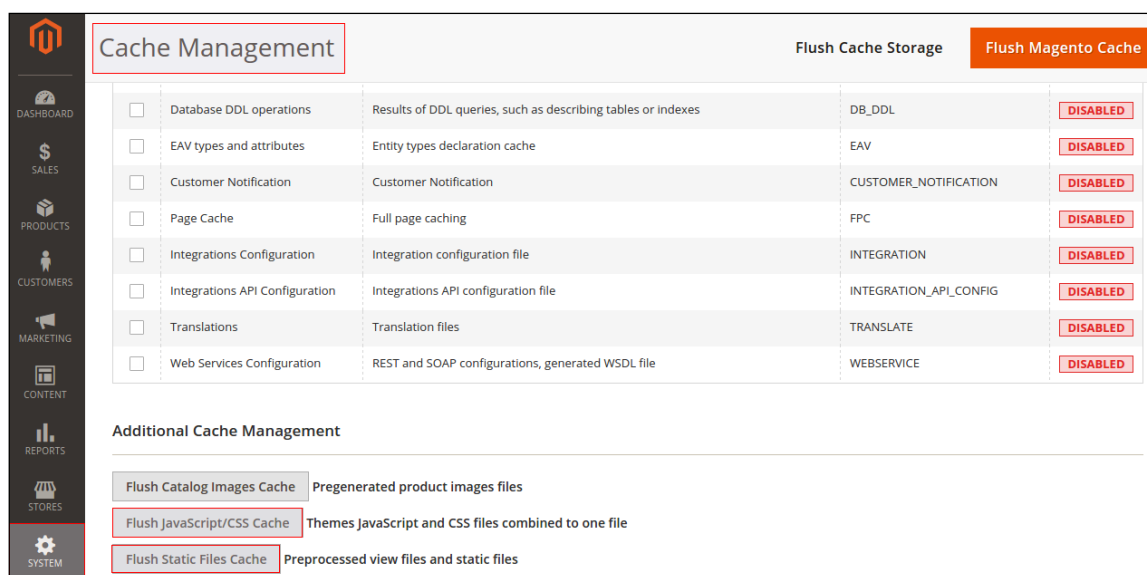 Cache Management
Flush Cache Storage
Flush Magento Cache
DASHBOARD
SALES
PRODUCTS
CUSTOMERS
MARKETING
CONTENT
REPORTS
STORES
SYSTEM
Database DDL operations Results of DDL queries, such as describing tables or indexes DB_DDL DISABLED
EAV types and attributes Entity types declaration cache EAV DISABLED
Customer Notification Customer Notification CUSTOMER_NOTIFICATION DISABLED
Page Cache Full page caching FPC DISABLED
Integrations Configuration Integration configuration file INTEGRATION DISABLED
Integrations API Configuration Integrations API configuration file INTEGRATION_API_CONFIG DISABLED
Translations Translation files TRANSLATE DISABLED
Web Services Configuration REST and SOAP configurations, generated WSDL file WEBSERVICE DISABLED
Additional Cache Management
Flush Catalog Images Cache Pregenerated product images files
Flush JavaScript/CSS Cache Themes JavaScript and CSS files combined to one file
Flush Static Files Cache Preprocessed view files and static files